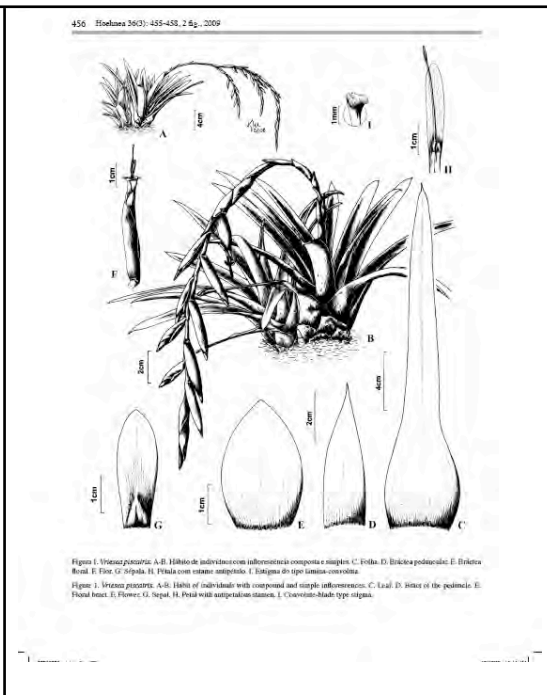 456 Hoehnea 36(3): 455-458, 2 fig., 2009
A
4cm
1mm
I
1cm
H
1cm
F
B
2cm
4cm
2cm
1cm
G
1cm
E
D
C
Figura 1. Vriesea piscatrix. A-B. Hábito de indivíduos com inflorescência composta e simples. C. Folha. D. Bráctea peduncular. E. Bráctea
floral. F. Flor. G. Sépala. H. Pétala com estame antipétalo. I. Estigma do tipo lâmina-convoluta.
Figure 1. Vriesea piscatrix. A-B. Habit of individuals with compound and simple inflorescences. C. Leaf. D. Bract of the peduncle. E.
Floral bract. F. Flower. G. Sepal. H. Petal with antipetalous stamen. I. Convolute-blade type stigma.